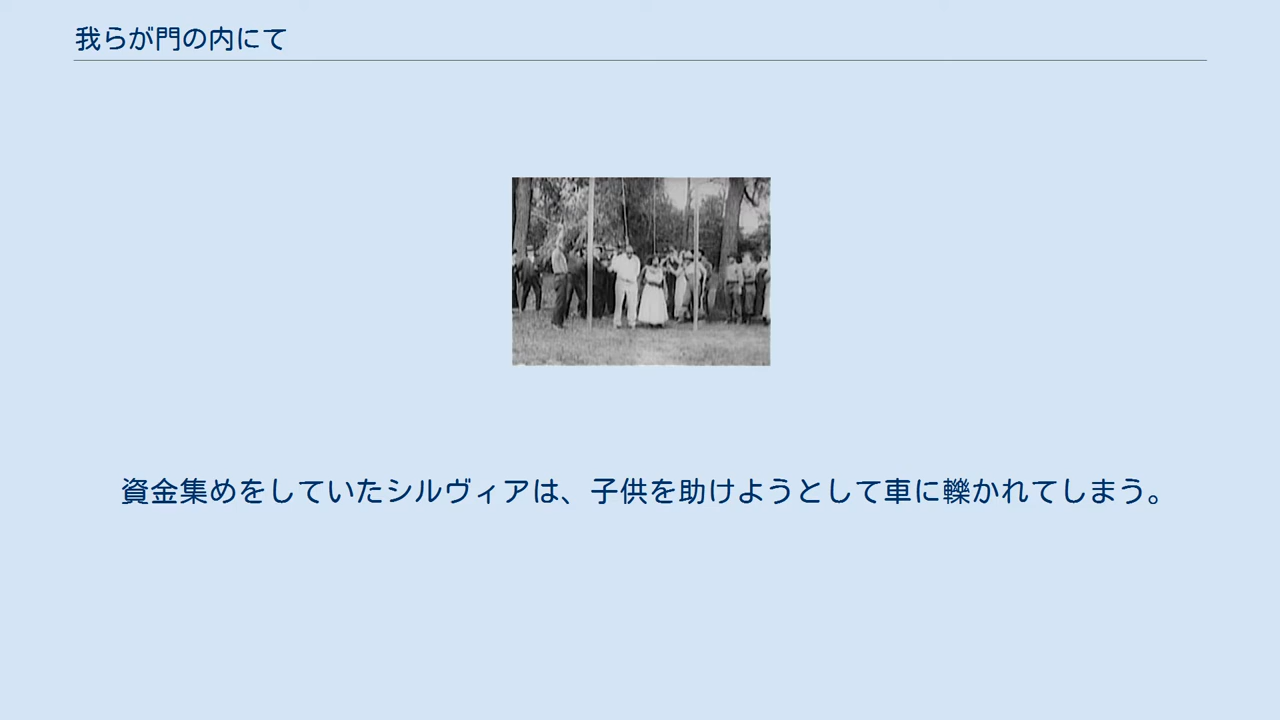 我らが門の内にて
資金集めをしていたシルヴィアは、子供を助けようとして車に轢かれてしまう。